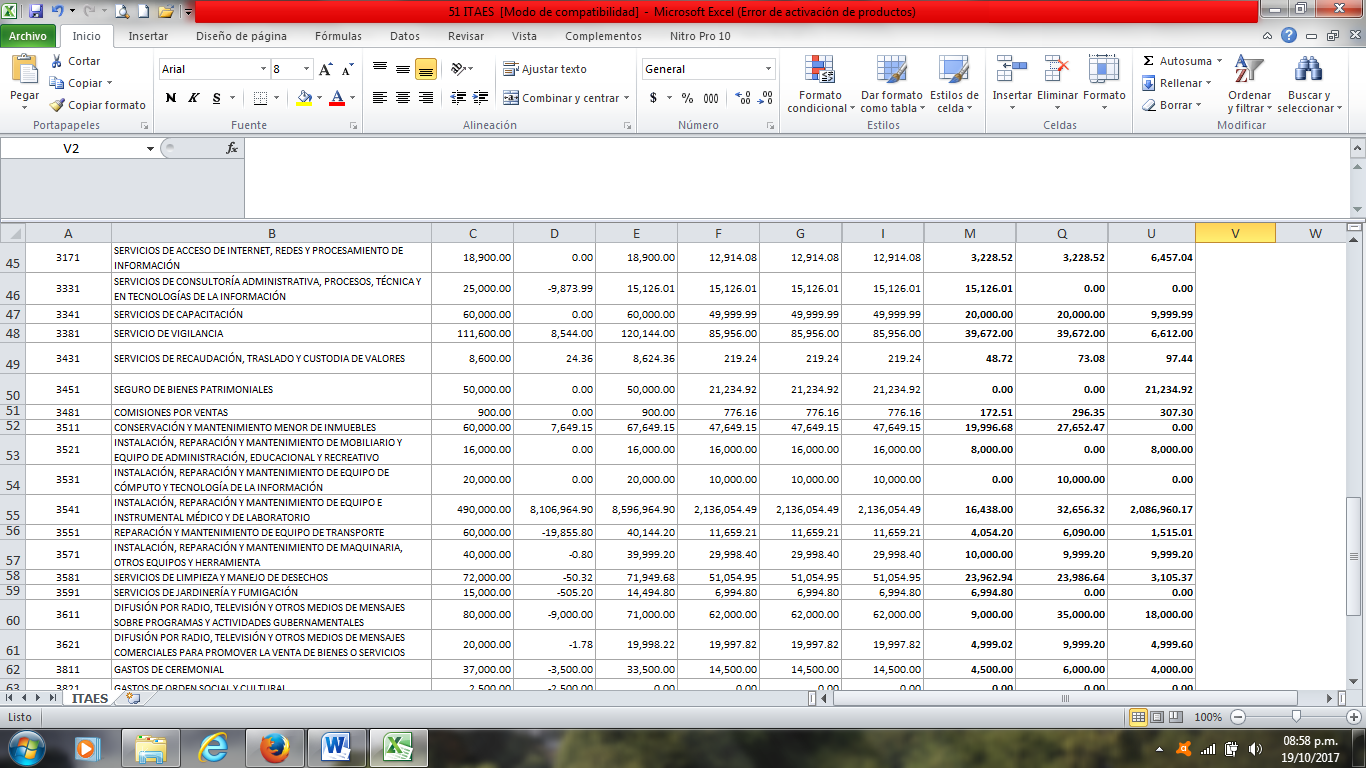 51 ITAES [Modo de compatibilidad] - Microsoft Excel (Error de activación de productos)
Archivo Inicio Insertar Diseño de página Fórmulas Datos Revisar Vista Complementos Nitro Pro 10
Pegar Cortar Copiar Copiar formato Portapapeles
Arial 8 A A N K S A Fuente
Ajustar texto Combinar y centrar Alineación
General $ % 000 Número
Formato condicional Dar formato como tabla Estilos de celda Estilos
Insertar Eliminar Formato Celdas
Σ Autosuma Rellenar Borrar Ordenar y filtrar Buscar y seleccionar Modificar
V2 fx
A B C D E F G I M Q U V W
45 3171 SERVICIOS DE ACCESO DE INTERNET, REDES Y PROCESAMIENTO DE INFORMACIÓN 18,900.00 0.00 18,900.00 12,914.08 12,914.08 12,914.08 3,228.52 3,228.52 6,457.04
46 3331 SERVICIOS DE CONSULTORÍA ADMINISTRATIVA, PROCESOS, TÉCNICA Y EN TECNOLOGÍAS DE LA INFORMACIÓN 25,000.00 -9,873.99 15,126.01 15,126.01 15,126.01 15,126.01 15,126.01 0.00 0.00
47 3341 SERVICIOS DE CAPACITACIÓN 60,000.00 0.00 60,000.00 49,999.99 49,999.99 49,999.99 20,000.00 20,000.00 9,999.99
48 3381 SERVICIO DE VIGILANCIA 111,600.00 8,544.00 120,144.00 85,956.00 85,956.00 85,956.00 39,672.00 39,672.00 6,612.00
49 3431 SERVICIOS DE RECAUDACIÓN, TRASLADO Y CUSTODIA DE VALORES 8,600.00 24.36 8,624.36 219.24 219.24 219.24 48.72 73.08 97.44
50 3451 SEGURO DE BIENES PATRIMONIALES 50,000.00 0.00 50,000.00 21,234.92 21,234.92 21,234.92 0.00 0.00 21,234.92
51 3481 COMISIONES POR VENTAS 900.00 0.00 900.00 776.16 776.16 776.16 172.51 296.35 307.30
52 3511 CONSERVACIÓN Y MANTENIMIENTO MENOR DE INMUEBLES 60,000.00 7,649.15 67,649.15 47,649.15 47,649.15 47,649.15 19,996.68 27,652.47 0.00
53 3521 INSTALACIÓN, REPARACIÓN Y MANTENIMIENTO DE MOBILIARIO Y EQUIPO DE ADMINISTRACIÓN, EDUCACIONAL Y RECREATIVO 16,000.00 0.00 16,000.00 16,000.00 16,000.00 16,000.00 8,000.00 0.00 8,000.00
54 3531 INSTALACIÓN, REPARACIÓN Y MANTENIMIENTO DE EQUIPO DE CÓMPUTO Y TECNOLOGÍA DE LA INFORMACIÓN 20,000.00 0.00 20,000.00 10,000.00 10,000.00 10,000.00 0.00 10,000.00 0.00
55 3541 INSTALACIÓN, REPARACIÓN Y MANTENIMIENTO DE EQUIPO E INSTRUMENTAL MÉDICO Y DE LABORATORIO 490,000.00 8,106,964.90 8,596,964.90 2,136,054.49 2,136,054.49 2,136,054.49 16,438.00 32,656.32 2,086,960.17
56 3551 REPARACIÓN Y MANTENIMIENTO DE EQUIPO DE TRANSPORTE 60,000.00 -19,855.80 40,144.20 11,659.21 11,659.21 11,659.21 4,054.20 6,090.00 1,515.01
57 3571 INSTALACIÓN, REPARACIÓN Y MANTENIMIENTO DE MAQUINARIA, OTROS EQUIPOS Y HERRAMIENTA 40,000.00 -0.80 39,999.20 29,998.40 29,998.40 29,998.40 10,000.00 9,999.20 9,999.20
58 3581 SERVICIOS DE LIMPIEZA Y MANEJO DE DESECHOS 72,000.00 -50.32 71,949.68 51,054.95 51,054.95 51,054.95 23,962.94 23,986.64 3,105.37
59 3591 SERVICIOS DE JARDINERÍA Y FUMIGACIÓN 15,000.00 -505.20 14,494.80 6,994.80 6,994.80 6,994.80 6,994.80 0.00 0.00
60 3611 DIFUSIÓN POR RADIO, TELEVISIÓN Y OTROS MEDIOS DE MENSAJES SOBRE PROGRAMAS Y ACTIVIDADES GUBERNAMENTALES 80,000.00 -9,000.00 71,000.00 62,000.00 62,000.00 62,000.00 9,000.00 35,000.00 18,000.00
61 3621 DIFUSIÓN POR RADIO, TELEVISIÓN Y OTROS MEDIOS DE MENSAJES COMERCIALES PARA PROMOVER LA VENTA DE BIENES O SERVICIOS 20,000.00 -1.78 19,998.22 19,997.82 19,997.82 19,997.82 4,999.02 9,999.20 4,999.60
62 3811 GASTOS DE CEREMONIAL 37,000.00 -3,500.00 33,500.00 14,500.00 14,500.00 14,500.00 4,500.00 6,000.00 4,000.00
63 3821 GASTOS DE ORDEN SOCIAL Y CULTURAL 2,500.00 -2,500.00 0.00 0.00 0.00 0.00 0.00 0.00 0.00
ITAES
Listo 100%
08:58 p.m.
19/10/2017